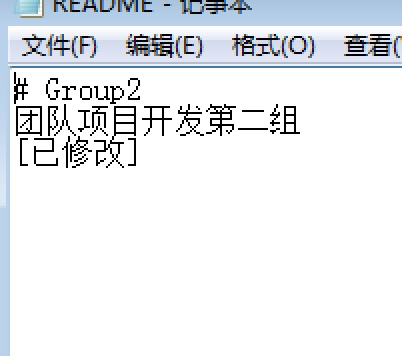 README - 记事本
文件(F) 编辑(E) 格式(O) 查看(
# Group2
团队项目开发第二组
[已修改]